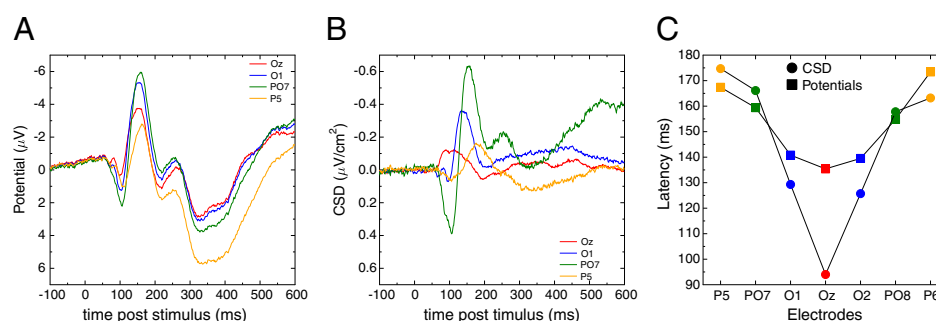 A
Potential (μV)
-6
-4
-2
0
2
4
6
Oz
O1
PO7
P5
-100 0 100 200 300 400 500 600
time post stimulus (ms)
B
CSD (μV/cm²)
-0.6
-0.4
-0.2
0.0
0.2
0.4
0.6
Oz
O1
PO7
P5
-100 0 100 200 300 400 500 600
time post timulus (ms)
C
Latency (ms)
180
170
160
150
140
130
120
110
100
90
CSD
Potentials
P5 PO7 O1 Oz O2 PO8 P6
Electrodes